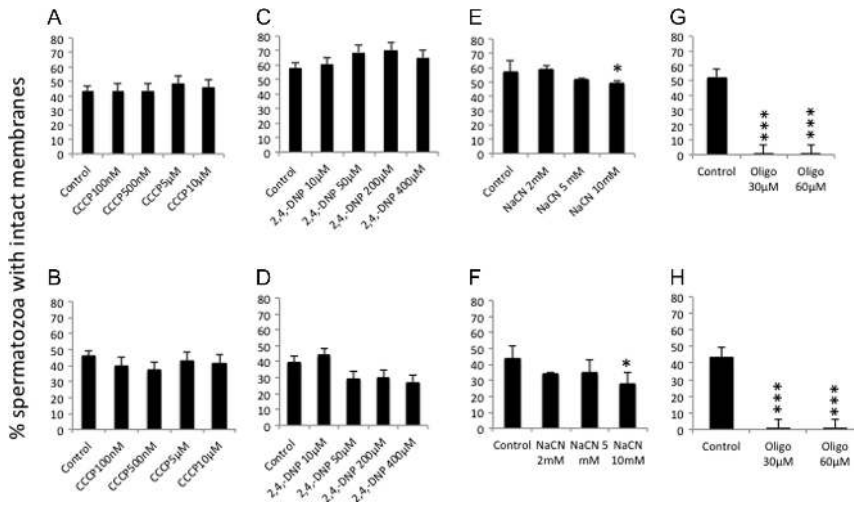 % spermatozoa with intact membranes
A
80
70
60
50
40
30
20
10
0
Control
CCCP100nM
CCCP500nM
CCCP5µM
CCCP10µM
C
80
70
60
50
40
30
20
10
0
Control
2,4,-DNP 10µM
2,4,-DNP 50µM
2,4,-DNP 200µM
2,4,-DNP 400µM
E
80
70
60
50
40
30
20
10
0
*
Control
NaCN 2mM
NaCN 5 mM
NaCN 10mM
G
80
70
60
50
40
30
20
10
0
***
***
Control
Oligo
30µM
Oligo
60µM
B
80
70
60
50
40
30
20
10
0
Control
CCCP100nM
CCCP500nM
CCCP5µM
CCCP10µM
D
80
70
60
50
40
30
20
10
0
Control
2,4,-DNP 10µM
2,4,-DNP 50µM
2,4,-DNP 200µM
2,4,-DNP 400µM
F
80
70
60
50
40
30
20
10
0
*
Control
NaCN
2mM
NaCN 5
mM
NaCN
10mM
H
80
70
60
50
40
30
20
10
0
***
***
Control
Oligo
30µM
Oligo
60µM